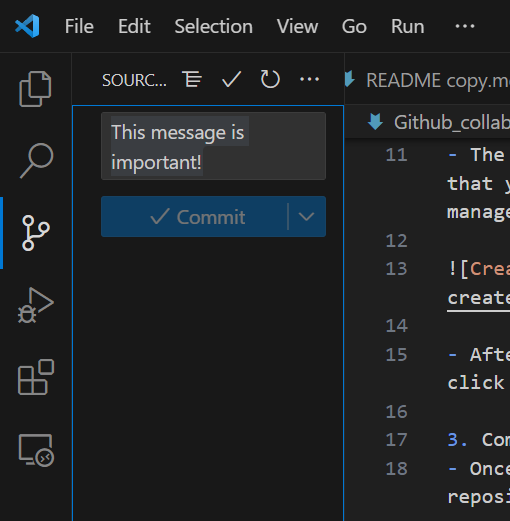 File Edit Selection View Go Run ···
SOURC... ···
README copy.m
This message is
important!
Github_collab
Commit
11 - The
that y
manage
12
13 ![Crea
create
14
15 - Afte
click
16
17 3. Com
18 - Once
reposi